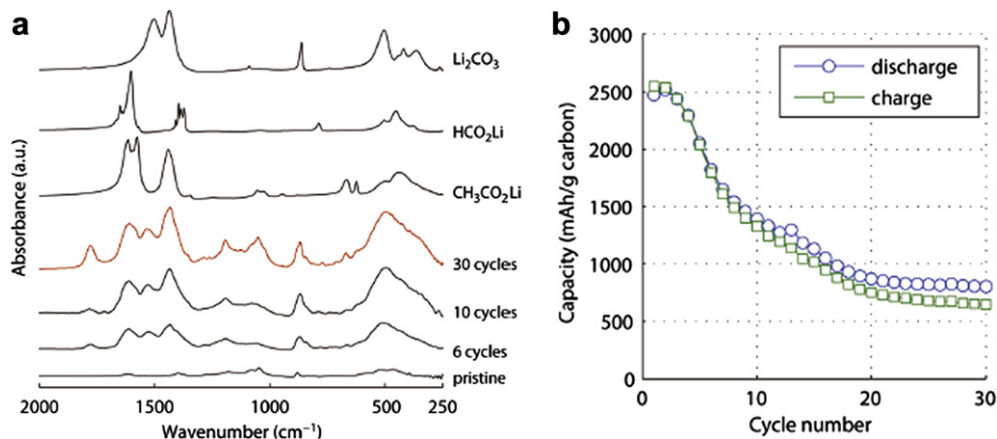 a
Absorbance (a.u.)
Li₂CO₃
HCO₂Li
CH₃CO₂Li
30 cycles
10 cycles
6 cycles
pristine
2000 1500 1000 500 250
Wavenumber (cm⁻¹)
b
Capacity (mAh/g carbon)
3000
2500
2000
1500
1000
500
0
discharge
charge
0 10 20 30
Cycle number